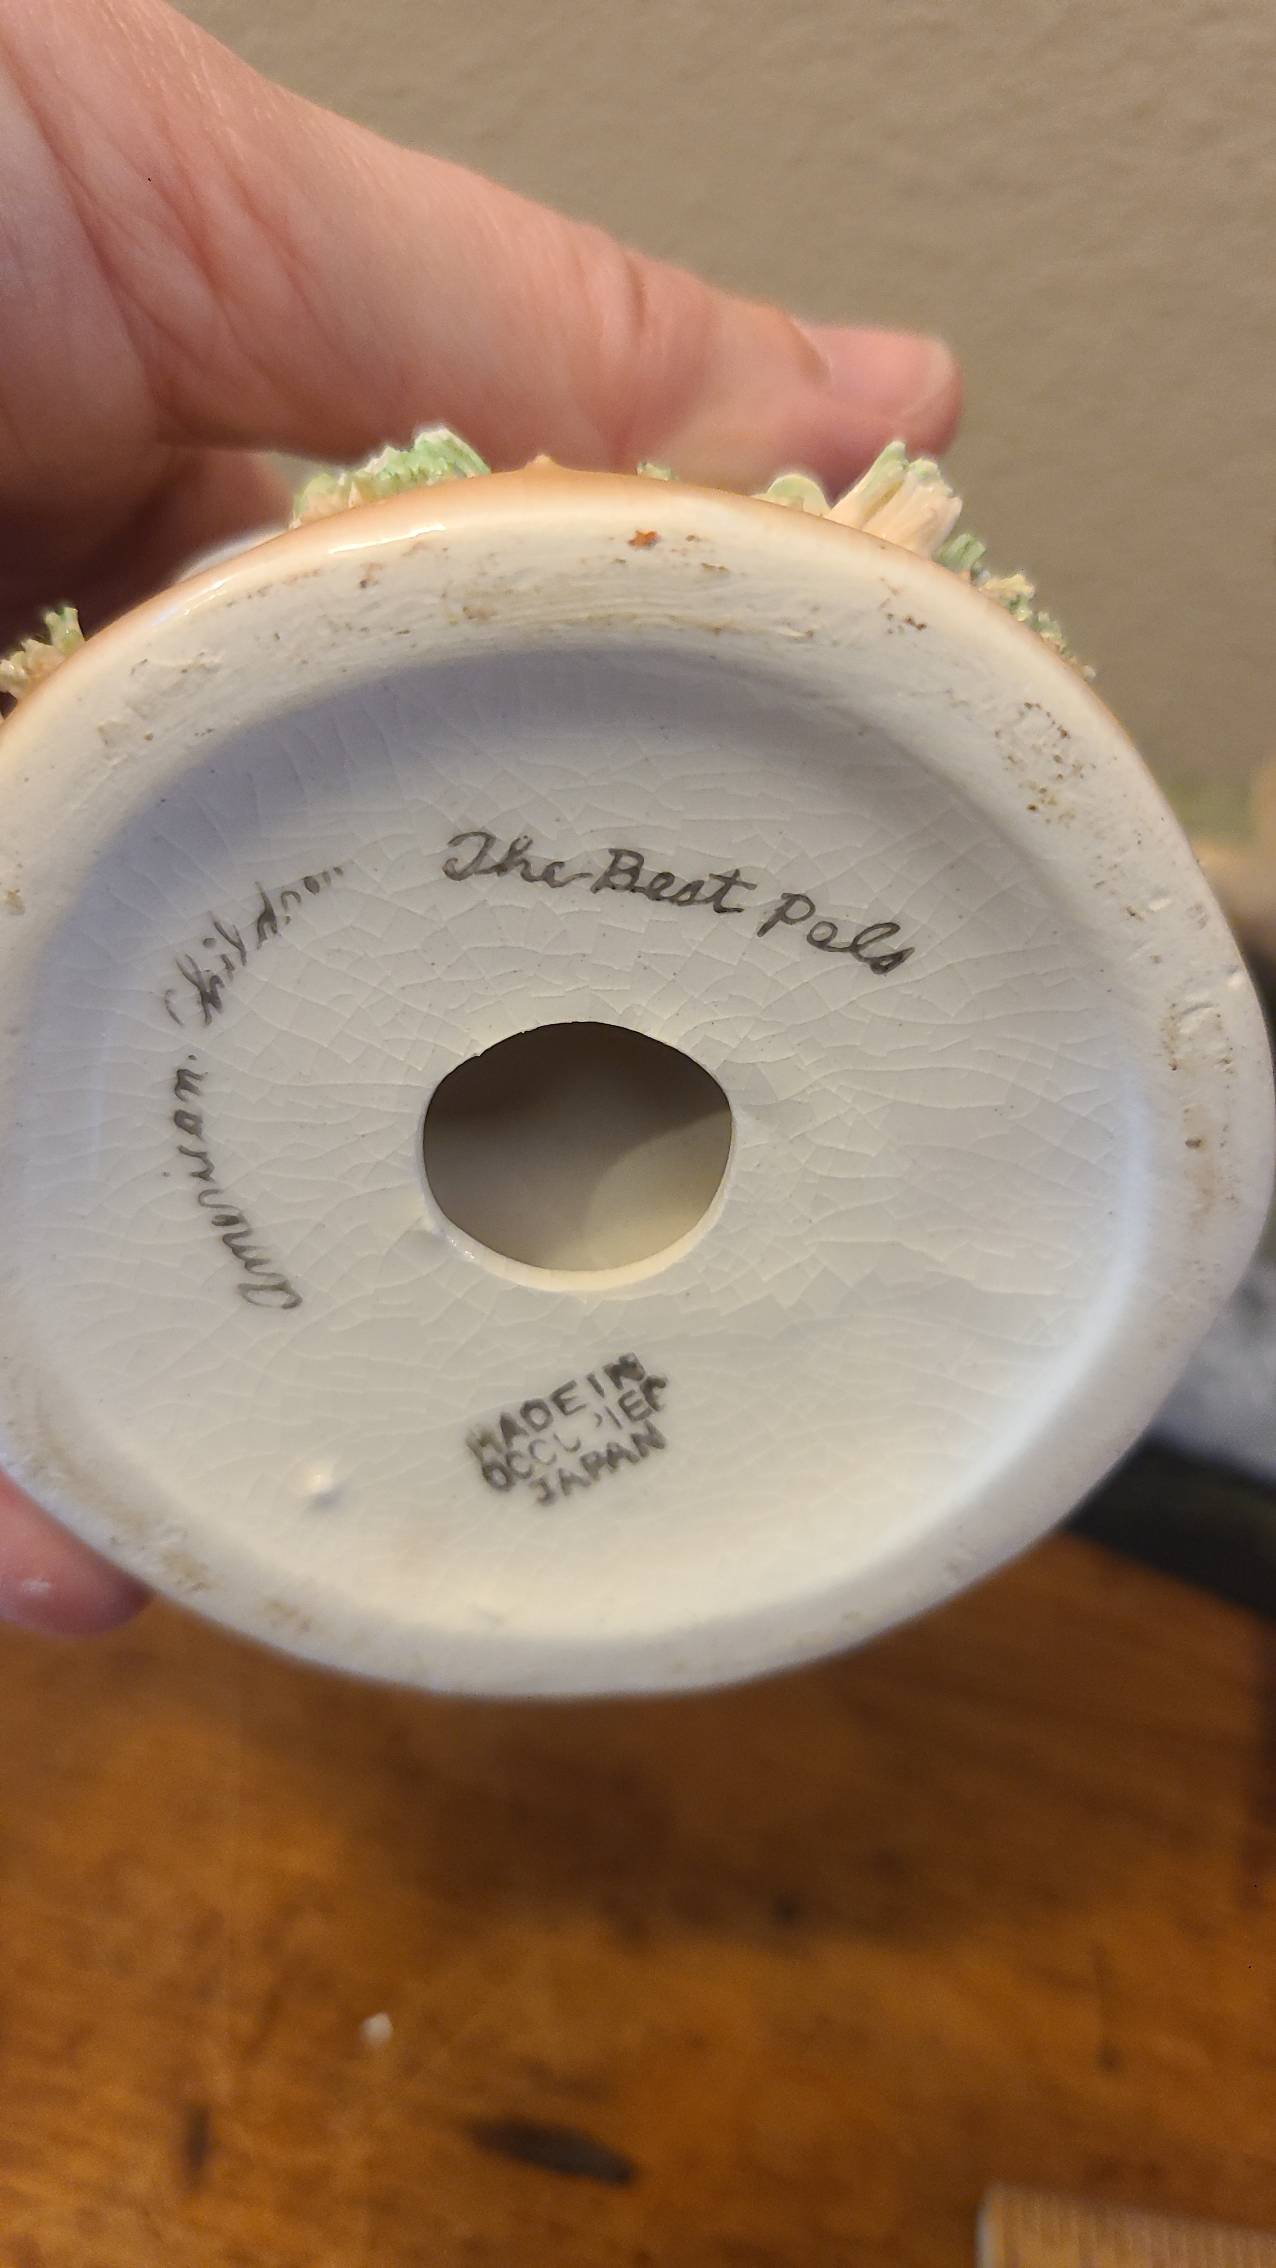 The Best Pals
American Children
MADE IN
OCCUPIED
JAPAN